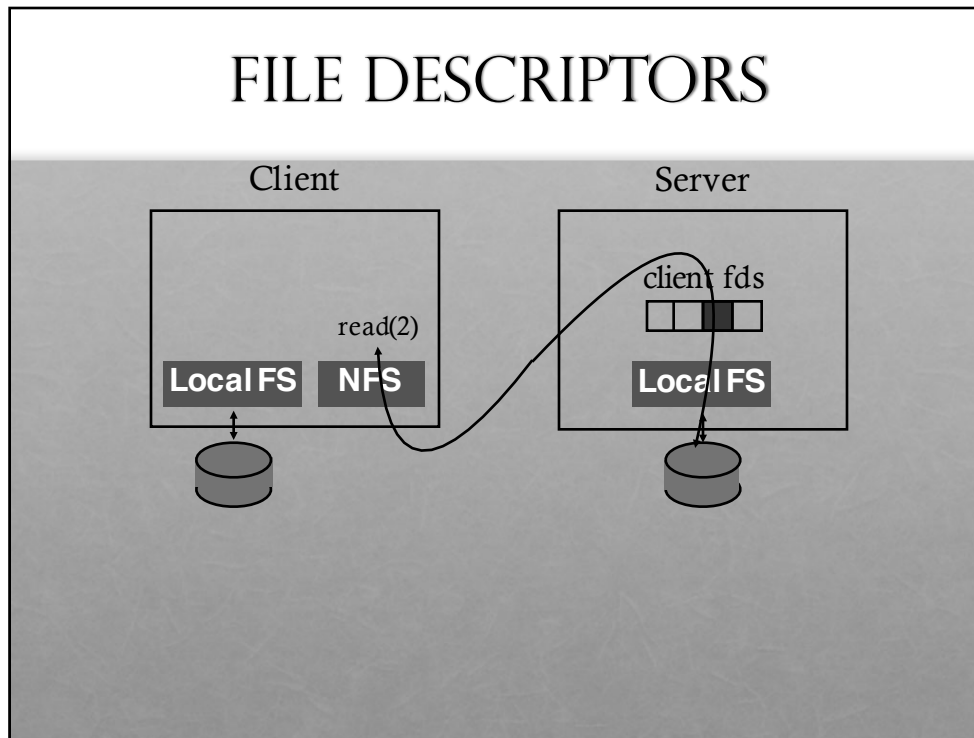 FILE DESCRIPTORS
Client
Server
client fds
read(2)
Local FS
NFS
Local FS